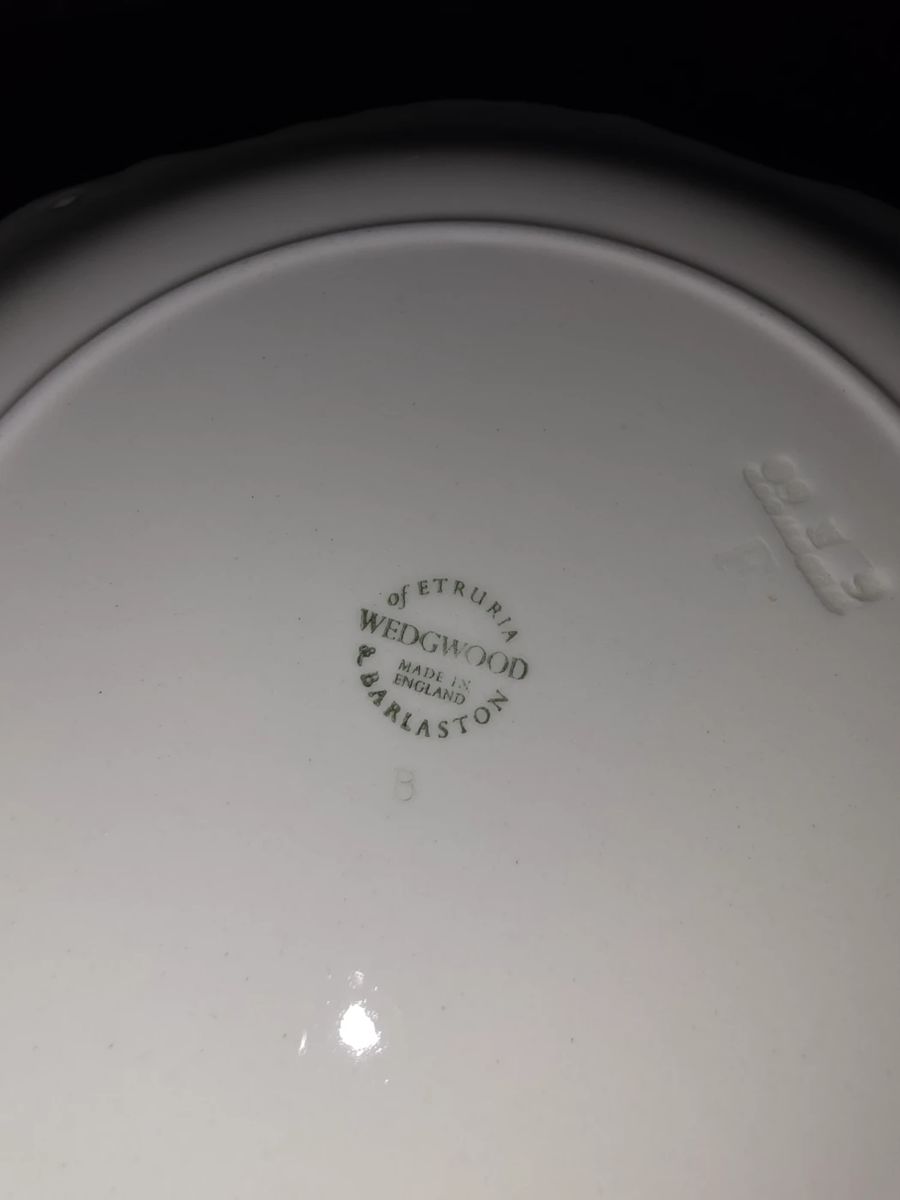 of ETRURIA
WEDGWOOD
MADE IN
ENGLAND
& BARLASTON
B